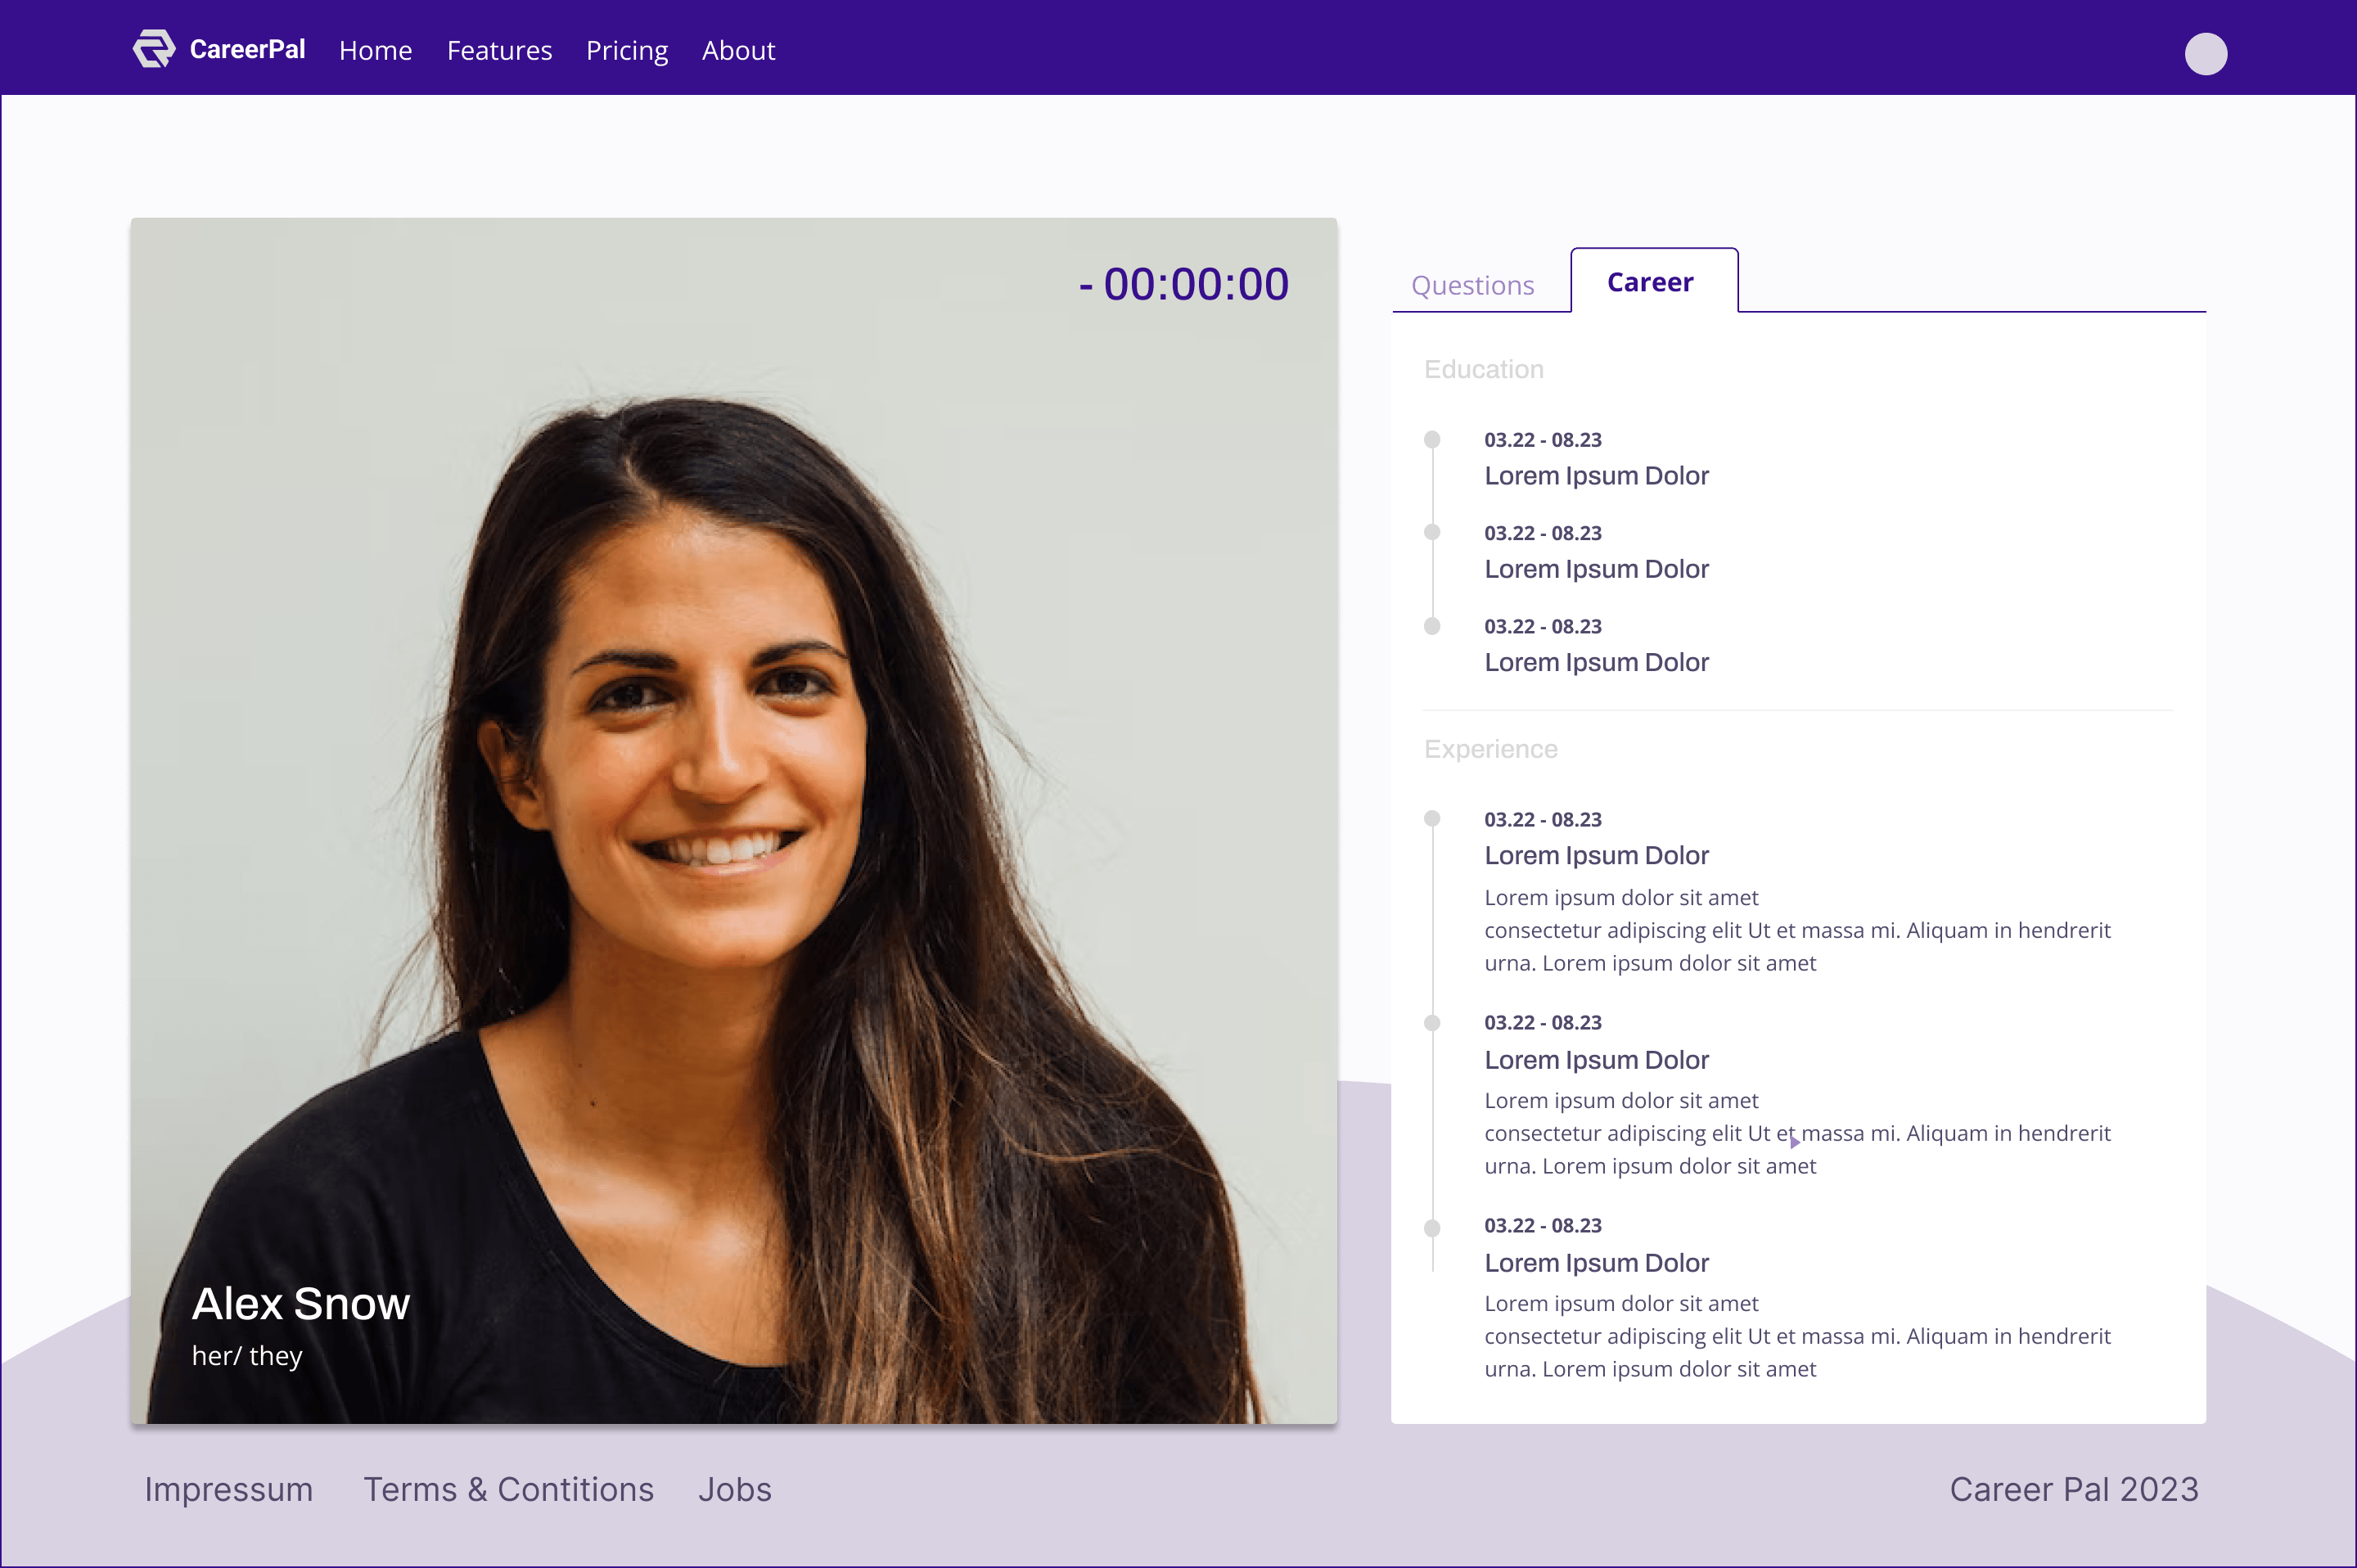 CareerPal Home Features Pricing About
- 00:00:00
Alex Snow
her/ they
Questions Career
Education
03.22 - 08.23
Lorem Ipsum Dolor
03.22 - 08.23
Lorem Ipsum Dolor
03.22 - 08.23
Lorem Ipsum Dolor
Experience
03.22 - 08.23
Lorem Ipsum Dolor
Lorem ipsum dolor sit amet
consectetur adipiscing elit Ut et massa mi. Aliquam in hendrerit
urna. Lorem ipsum dolor sit amet
03.22 - 08.23
Lorem Ipsum Dolor
Lorem ipsum dolor sit amet
consectetur adipiscing elit Ut et massa mi. Aliquam in hendrerit
urna. Lorem ipsum dolor sit amet
03.22 - 08.23
Lorem Ipsum Dolor
Lorem ipsum dolor sit amet
consectetur adipiscing elit Ut et massa mi. Aliquam in hendrerit
urna. Lorem ipsum dolor sit amet
Impressum Terms & Contitions Jobs Career Pal 2023